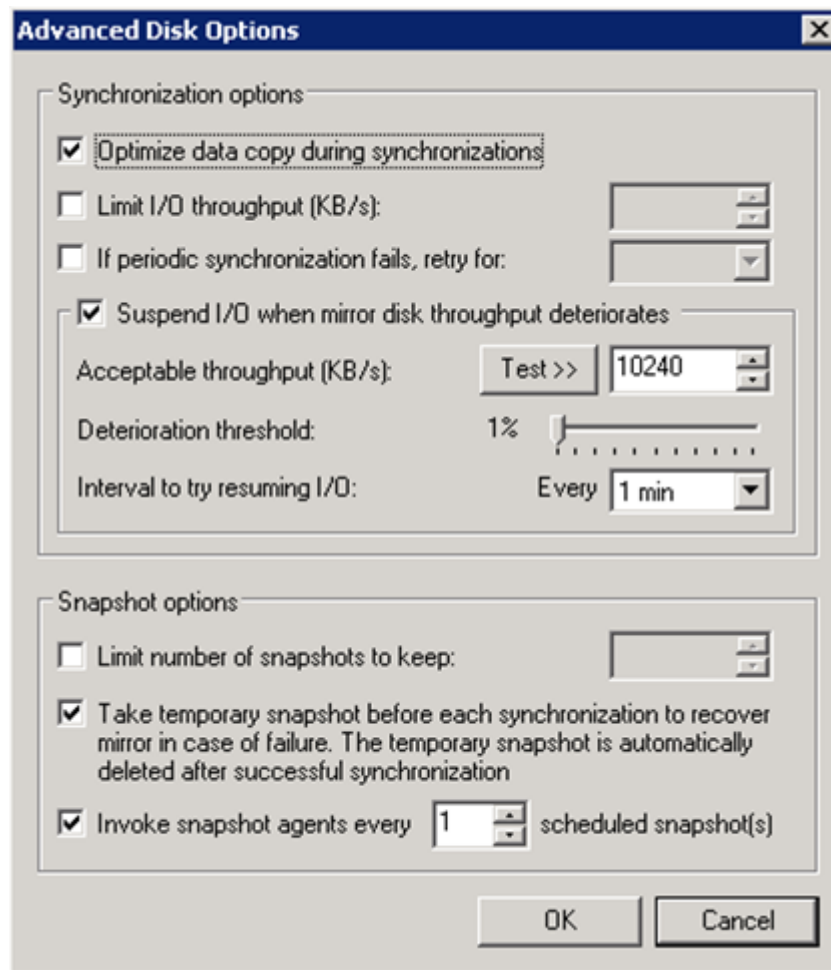 Advanced Disk Options
Synchronization options
Optimize data copy during synchronizations
Limit I/O throughput (KB/s):
If periodic synchronization fails, retry for:
Suspend I/O when mirror disk throughput deteriorates
Acceptable throughput (KB/s): Test >> 10240
Deterioration threshold: 1%
Interval to try resuming I/O: Every 1 min
Snapshot options
Limit number of snapshots to keep:
Take temporary snapshot before each synchronization to recover
mirror in case of failure. The temporary snapshot is automatically
deleted after successful synchronization
Invoke snapshot agents every 1 scheduled snapshot(s)
OK Cancel